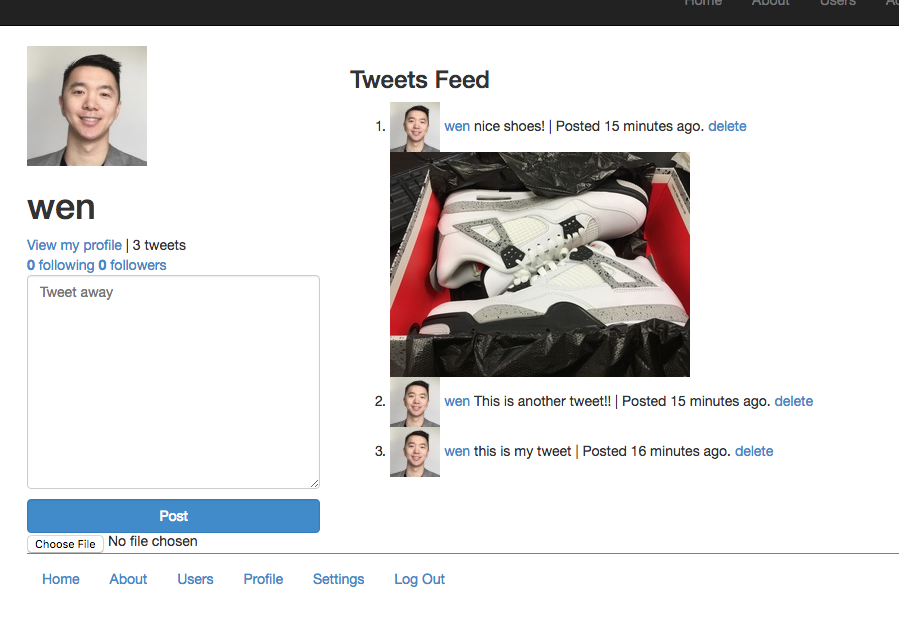 Home About Users
wen
View my profile | 3 tweets
0 following 0 followers
Tweet away
Post
Choose File No file chosen
Tweets Feed
1. wen nice shoes! | Posted 15 minutes ago. delete
2. wen This is another tweet!! | Posted 15 minutes ago. delete
3. wen this is my tweet | Posted 16 minutes ago. delete
Home About Users Profile Settings Log Out